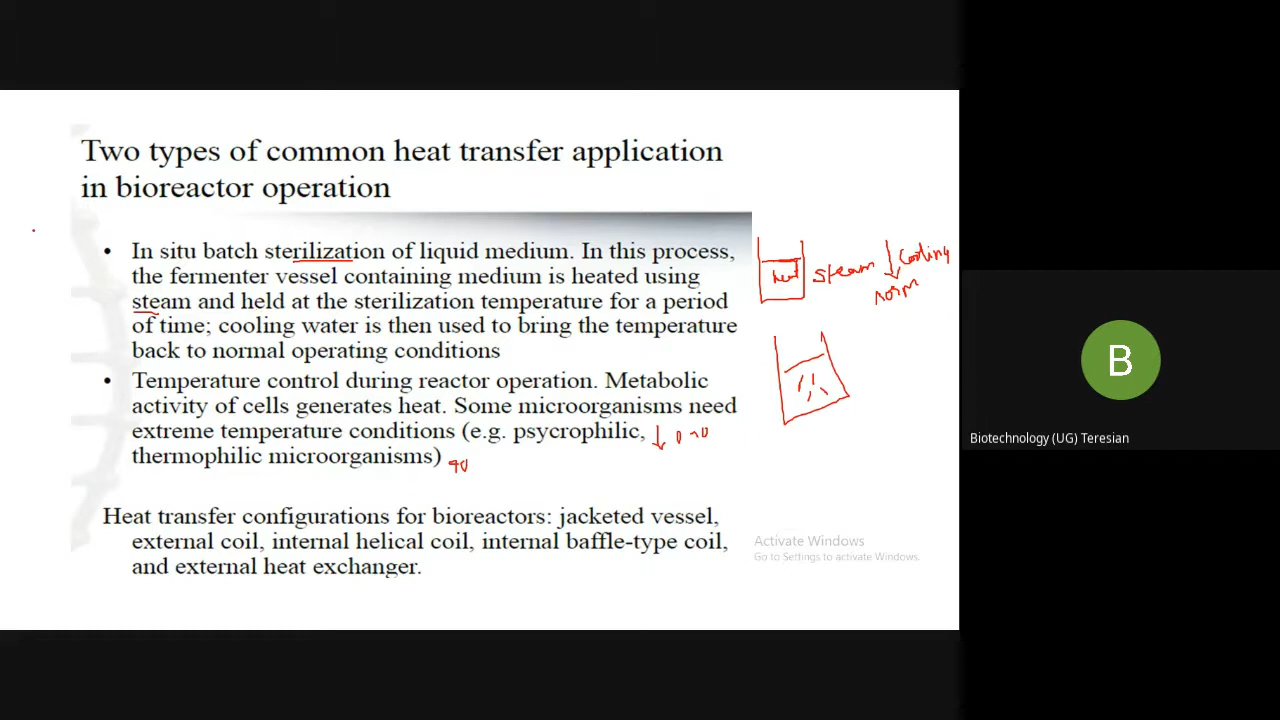 Two types of common heat transfer application
in bioreactor operation
• In situ batch sterilization of liquid medium. In this process,
the fermenter vessel containing medium is heated using
steam and held at the sterilization temperature for a period
of time; cooling water is then used to bring the temperature
back to normal operating conditions
• Temperature control during reactor operation. Metabolic
activity of cells generates heat. Some microorganisms need
extreme temperature conditions (e.g. psycrophilic,
thermophilic microorganisms)
90
Heat transfer configurations for bioreactors: jacketed vessel,
external coil, internal helical coil, internal baffle-type coil,
and external heat exchanger.
heat steam cooling
norm
Activate Windows
Go to Settings to activate Windows.
B
Biotechnology (UG) Teresian